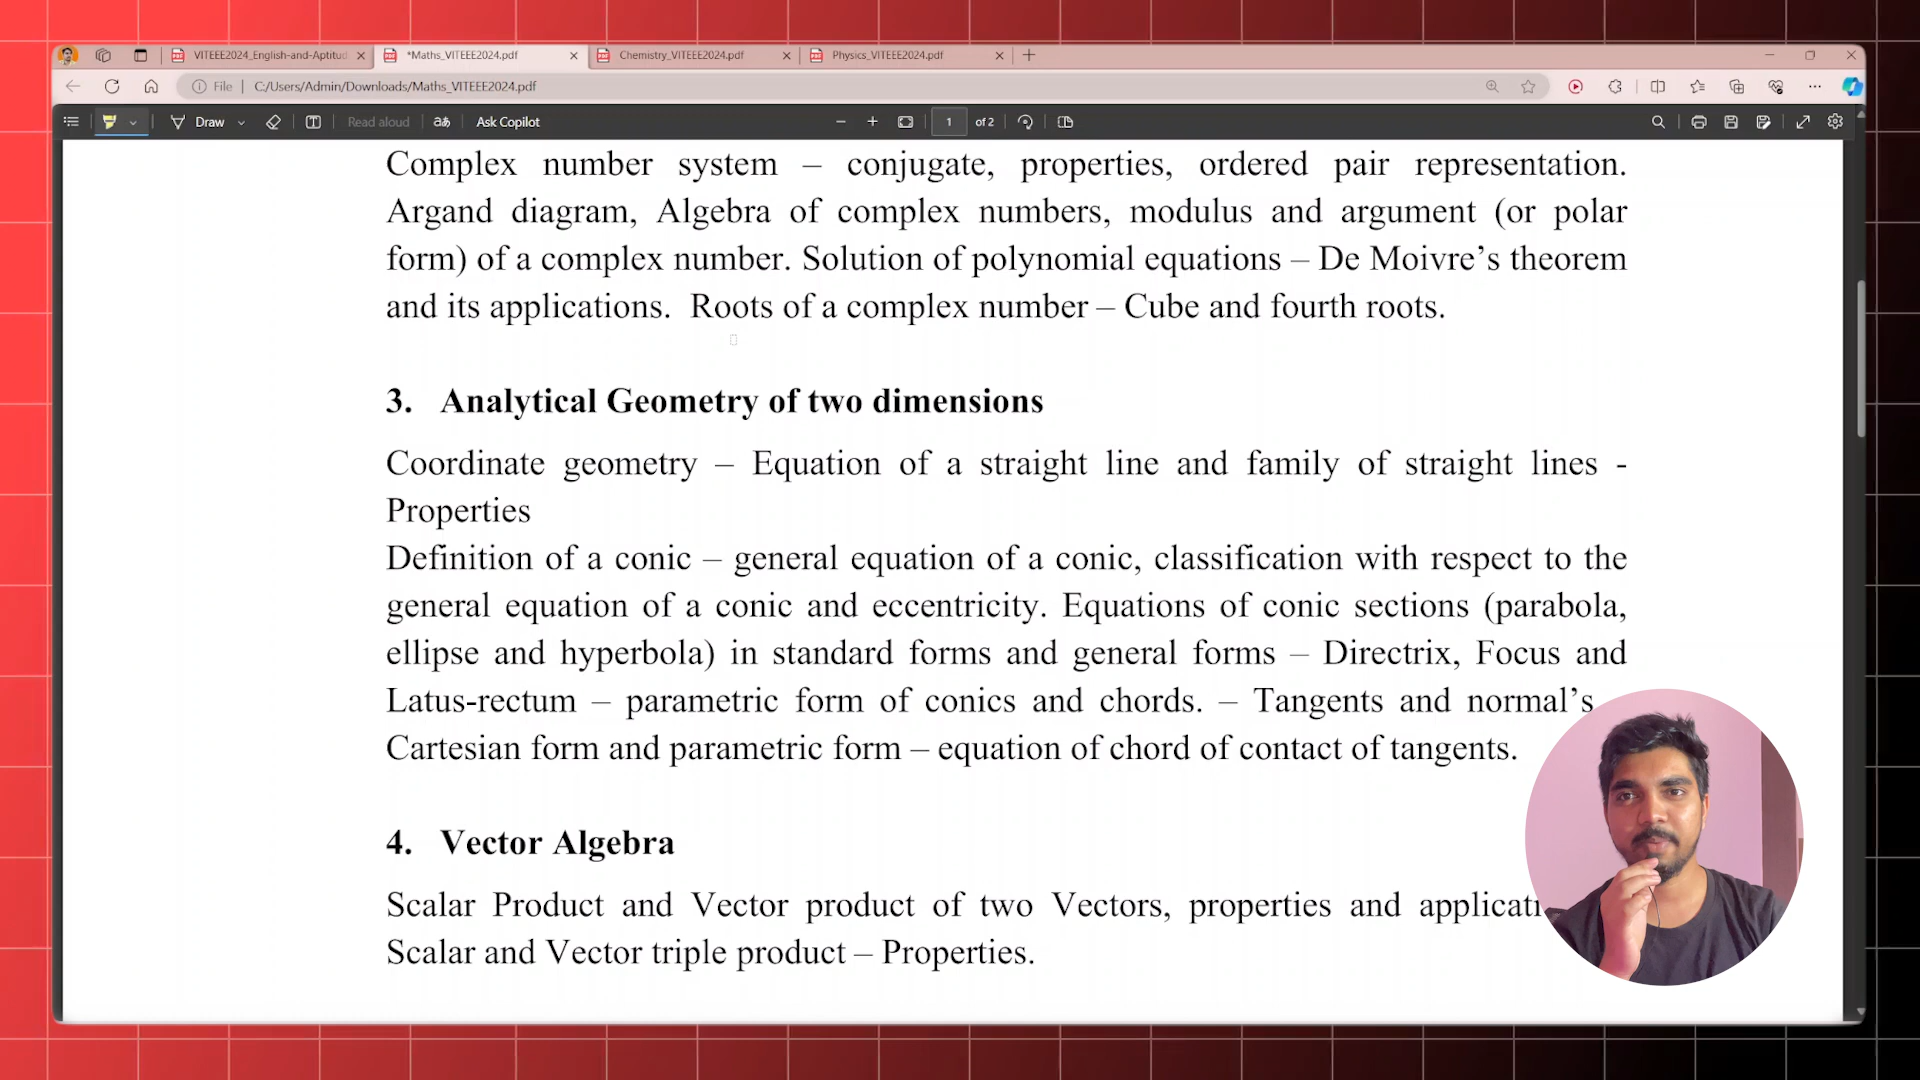 VITEEE2024_English-and-Aptitud
*Maths_VITEEE2024.pdf
Chemistry_VITEEE2024.pdf
Physics_VITEEE2024.pdf
File | C:/Users/Admin/Downloads/Maths_VITEEE2024.pdf
Draw
Read aloud
aあ
Ask Copilot
1 of 2
Complex number system – conjugate, properties, ordered pair representation.
Argand diagram, Algebra of complex numbers, modulus and argument (or polar
form) of a complex number. Solution of polynomial equations – De Moivre’s theorem
and its applications. Roots of a complex number – Cube and fourth roots.
3. Analytical Geometry of two dimensions
Coordinate geometry – Equation of a straight line and family of straight lines -
Properties
Definition of a conic – general equation of a conic, classification with respect to the
general equation of a conic and eccentricity. Equations of conic sections (parabola,
ellipse and hyperbola) in standard forms and general forms – Directrix, Focus and
Latus-rectum – parametric form of conics and chords. – Tangents and normal’s
Cartesian form and parametric form – equation of chord of contact of tangents.
4. Vector Algebra
Scalar Product and Vector product of two Vectors, properties and applicati
Scalar and Vector triple product – Properties.